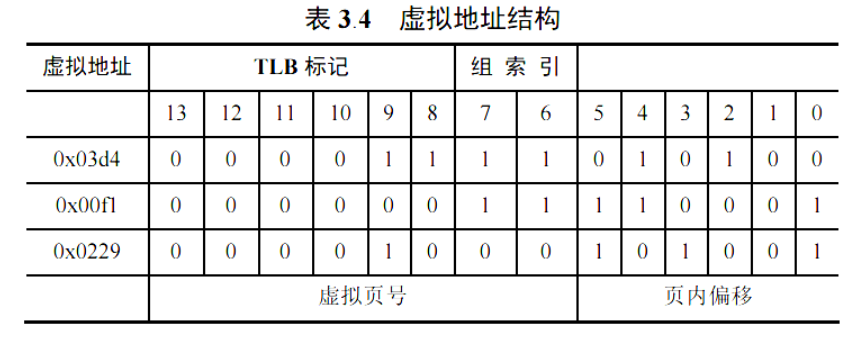 表 3.4 虚拟地址结构
虚拟地址 TLB 标记 组 索 引
13 12 11 10 9 8 7 6 5 4 3 2 1 0
0x03d4 0 0 0 0 1 1 1 1 0 1 0 1 0 0
0x00f1 0 0 0 0 0 0 1 1 1 1 0 0 0 1
0x0229 0 0 0 0 1 0 0 0 1 0 1 0 0 1
虚拟页号 页内偏移